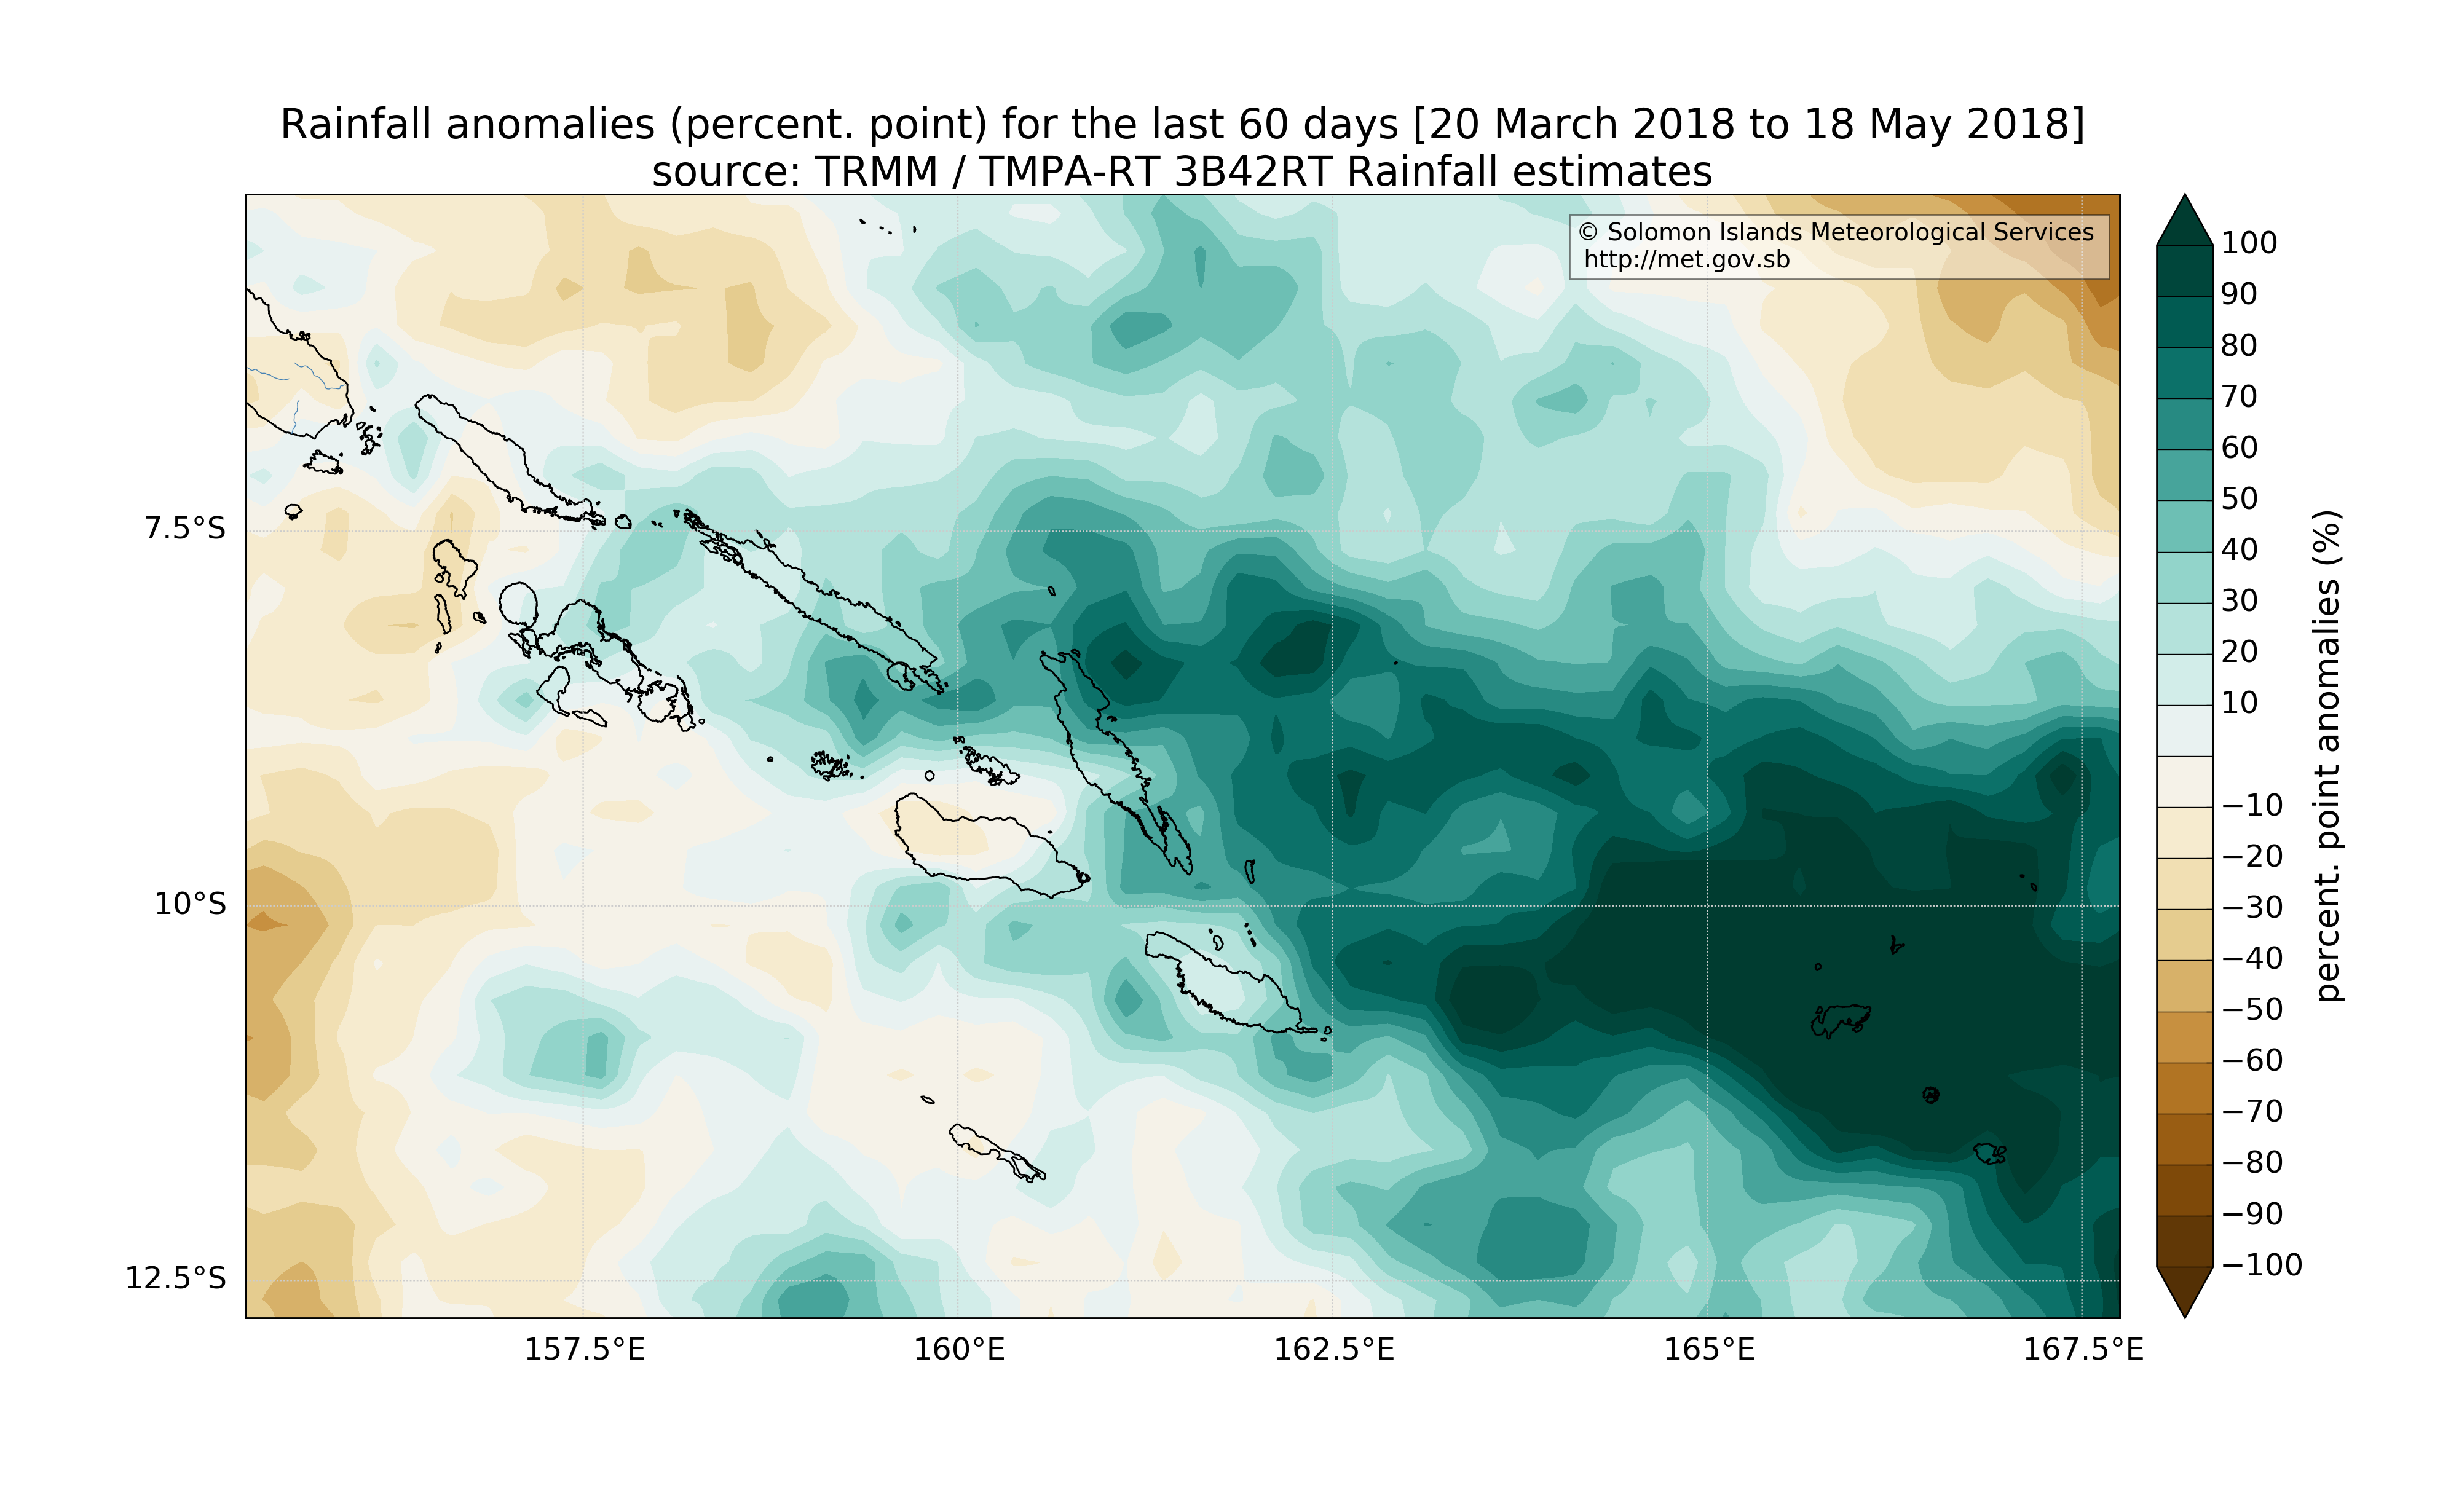 Rainfall anomalies (percent. point) for the last 60 days [20 March 2018 to 18 May 2018]
source: TRMM / TMPA-RT 3B42RT Rainfall estimates
© Solomon Islands Meteorological Services
http://met.gov.sb
7.5°S
10°S
12.5°S
157.5°E
160°E
162.5°E
165°E
167.5°E
100
90
80
70
60
50
40
30
20
10
−10
−20
−30
−40
−50
−60
−70
−80
−90
−100
percent. point anomalies (%)